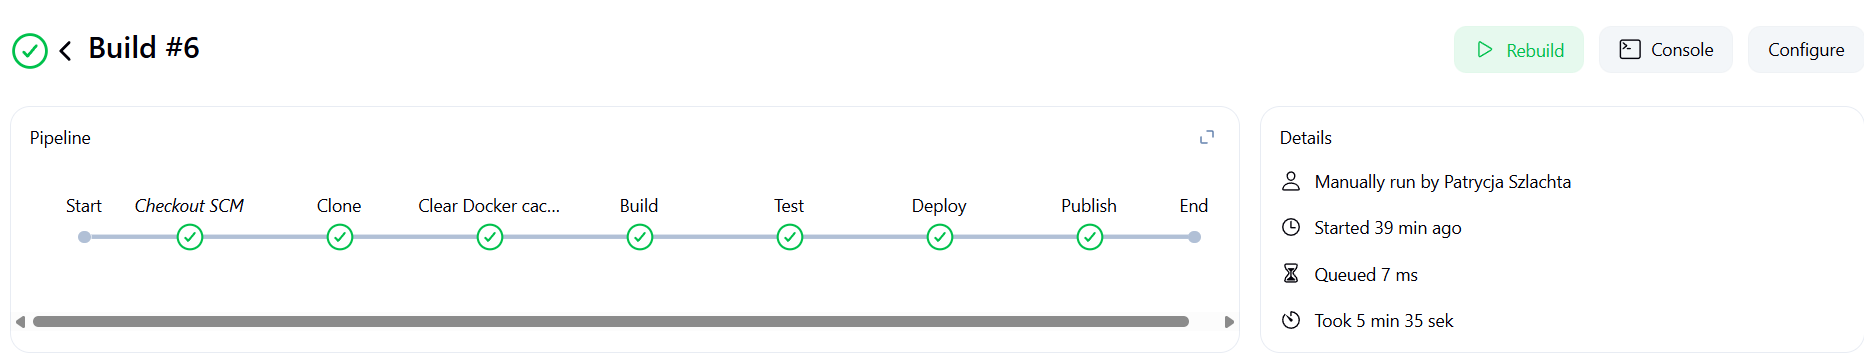 Build #6
Rebuild
Console
Configure
Pipeline
Start
Checkout SCM
Clone
Clear Docker cac...
Build
Test
Deploy
Publish
End
Details
Manually run by Patrycja Szlachta
Started 39 min ago
Queued 7 ms
Took 5 min 35 sek